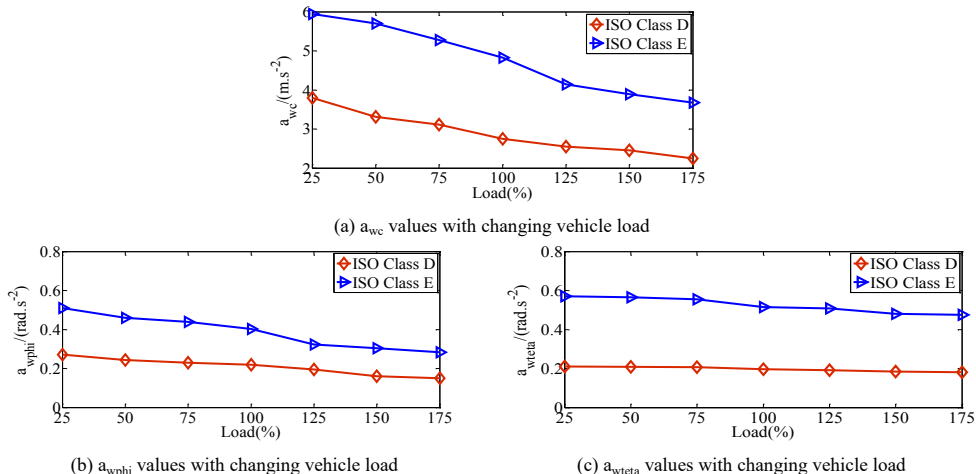 6
5
4
3
2
a_wc/(m.s^-2)
ISO Class D
ISO Class E
25 50 75 100 125 150 175
Load(%)
(a) a_wc values with changing vehicle load
0.8
0.6
0.4
0.2
0
a_wphi/(rad.s^-2)
ISO Class D
ISO Class E
25 50 75 100 125 150 175
Load(%)
(b) a_wphi values with changing vehicle load
0.8
0.6
0.4
0.2
0
a_wteta/(rad.s^-2)
ISO Class D
ISO Class E
25 50 75 100 125 150 175
Load(%)
(c) a_wteta values with changing vehicle load